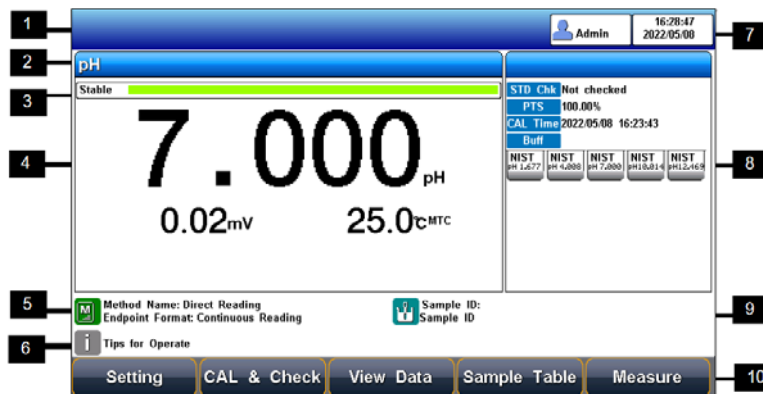 1
Admin
16:28:47
2022/05/08
7
2
pH
3
Stable
STD Chk Not checked
PTS 100.00%
CAL Time 2022/05/08 16:23:43
Buff
4
7.000 pH
NIST NIST NIST NIST NIST
pH 1.677 pH 4.008 pH 7.000 pH10.014 pH12.469
8
0.02mV 25.0℃ MTC
5
Method Name: Direct Reading
Endpoint Format: Continuous Reading
Sample ID:
Sample ID
9
6
i
Tips for Operate
M
Setting CAL & Check View Data Sample Table Measure
10